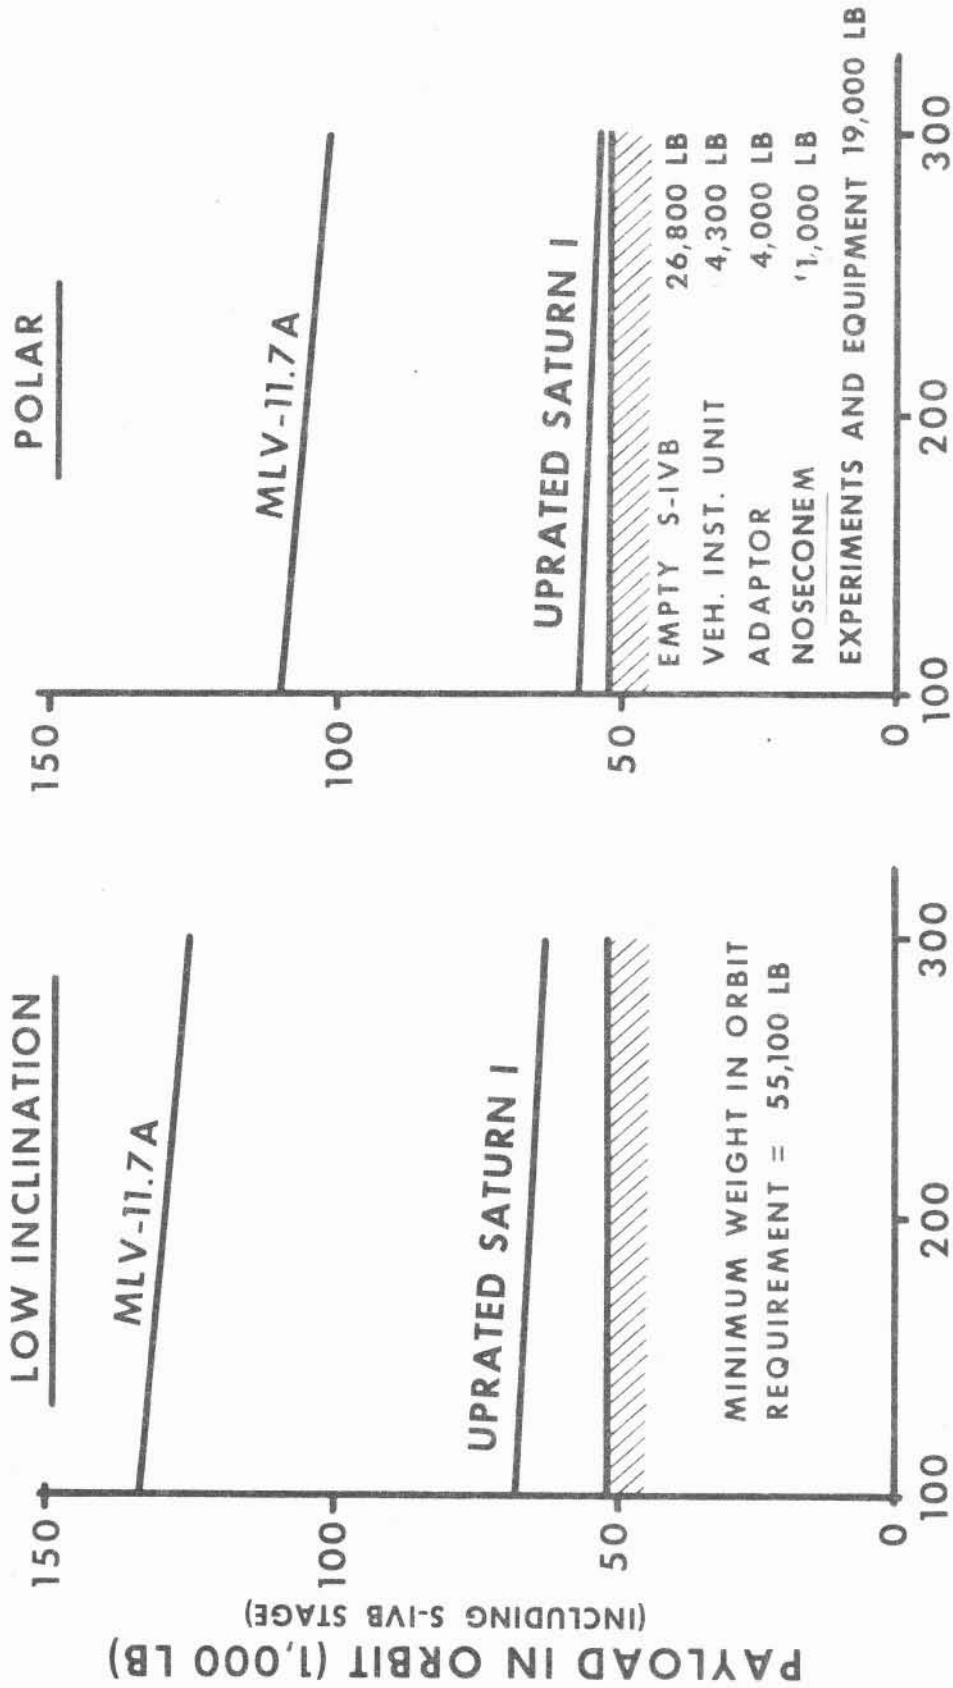 PAYLOAD IN ORBIT (1,000 LB)
(INCLUDING S-IVB STAGE)
LOW INCLINATION
150
100
50
0
MLV-11.7A
UPRATED SATURN I
MINIMUM WEIGHT IN ORBIT
REQUIREMENT = 55,100 LB
100
200
300
POLAR
150
100
50
0
MLV-11.7A
UPRATED SATURN I
EMPTY S-IVB 26,800 LB
VEH. INST. UNIT 4,300 LB
ADAPTOR 4,000 LB
NOSECONEM '1,000 LB
EXPERIMENTS AND EQUIPMENT 19,000 LB
100
200
300